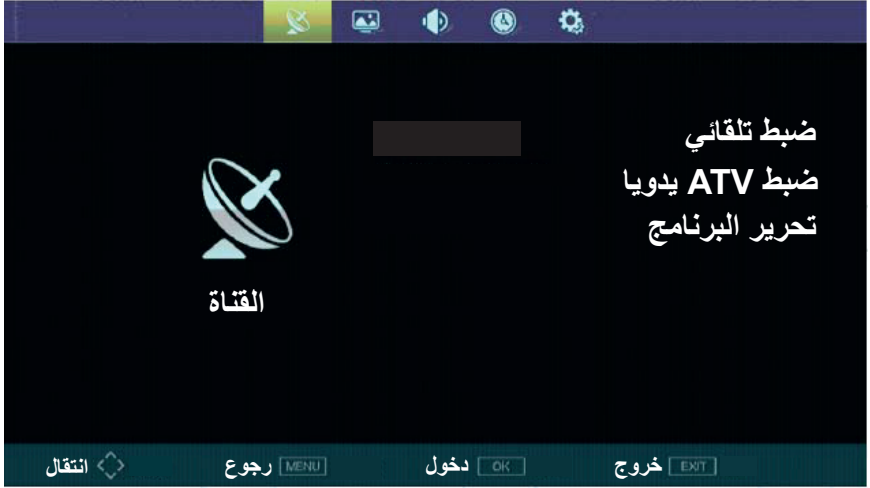 ضبط تلقائي
ضبط ATV يدويا
تحرير البرنامج
القناة
انتقال
رجوع MENU
دخول OK
خروج EXIT